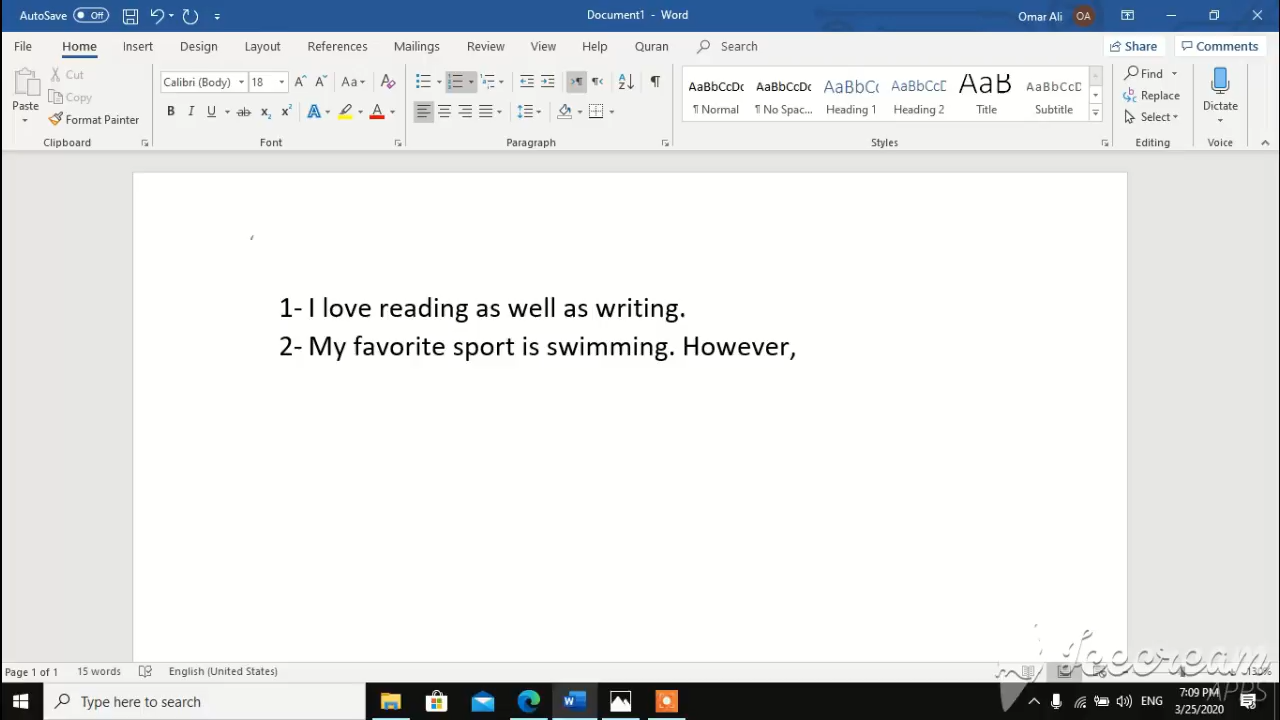 AutoSave Off Document1 - Word Omar Ali OA
File Home Insert Design Layout References Mailings Review View Help Quran Search Share Comments
Paste Cut Copy Format Painter Clipboard
Calibri (Body) 18 Font
Paragraph
AaBbCcDc AaBbCcDc AaBbC AaBbCcD AaB AaBbCcD
¶ Normal ¶ No Spac... Heading 1 Heading 2 Title Subtitle
Styles
Find Replace Select Editing
Dictate Voice
1- I love reading as well as writing.
2- My favorite sport is swimming. However,
Page 1 of 1 15 words English (United States)
Icecream
APPS
Type here to search ENG 7:09 PM
3/25/2020